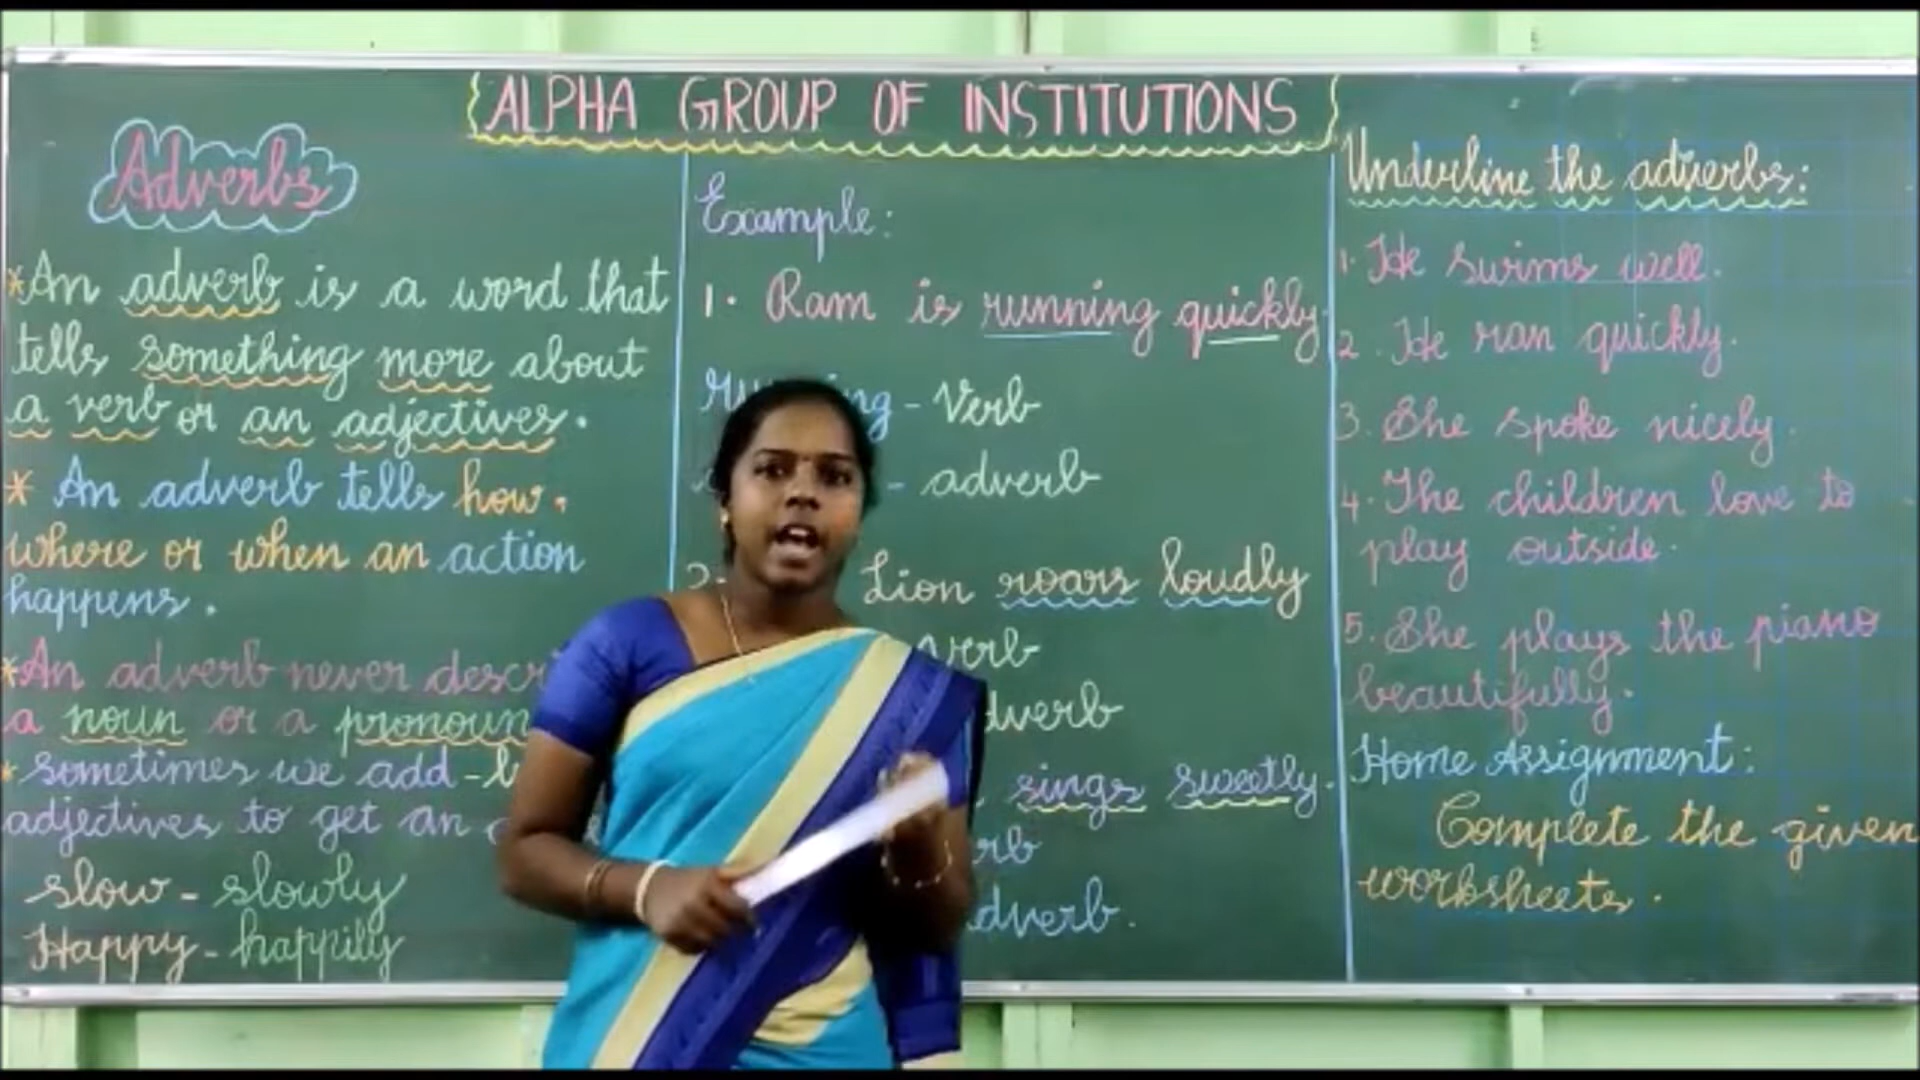 ALPHA GROUP OF INSTITUTIONS
Adverbs
*An adverb is a word that
tells something more about
a verb or an adjectives.
* An adverb tells how,
where or when an action
happens.
*An adverb never
a noun or a pronoun
*sometimes we add
adjectives to get an
slow - slowly
Happy - happily
Example:
1. Ram is running quickly.
- Verb
- adverb
2. Lion roars loudly
verb
sings sweetly.
Underline the adverbs:
1. He swims well.
2. He ran quickly.
3. She spoke nicely.
4. The children love to
play outside.
5. She plays the piano
beautifully.
Home Assignment:
Complete the given
worksheets.